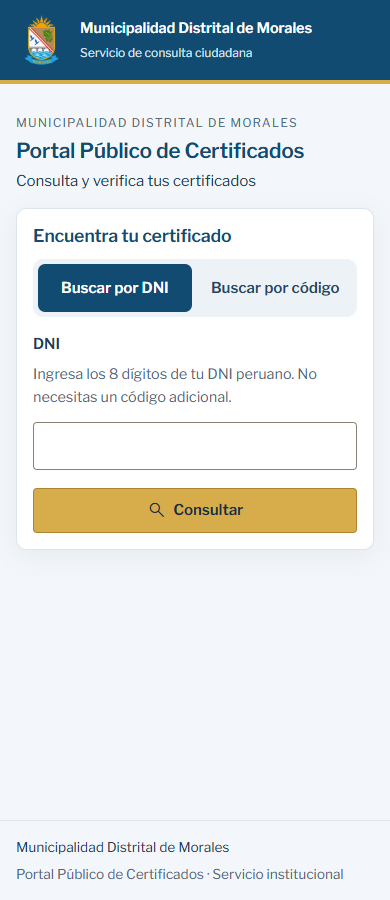 Municipalidad Distrital de Morales
Servicio de consulta ciudadana
MUNICIPALIDAD DISTRITAL DE MORALES
Portal Público de Certificados
Consulta y verifica tus certificados
Encuentra tu certificado
Buscar por DNI
Buscar por código
DNI
Ingresa los 8 dígitos de tu DNI peruano. No
necesitas un código adicional.
Consultar
Municipalidad Distrital de Morales
Portal Público de Certificados · Servicio institucional